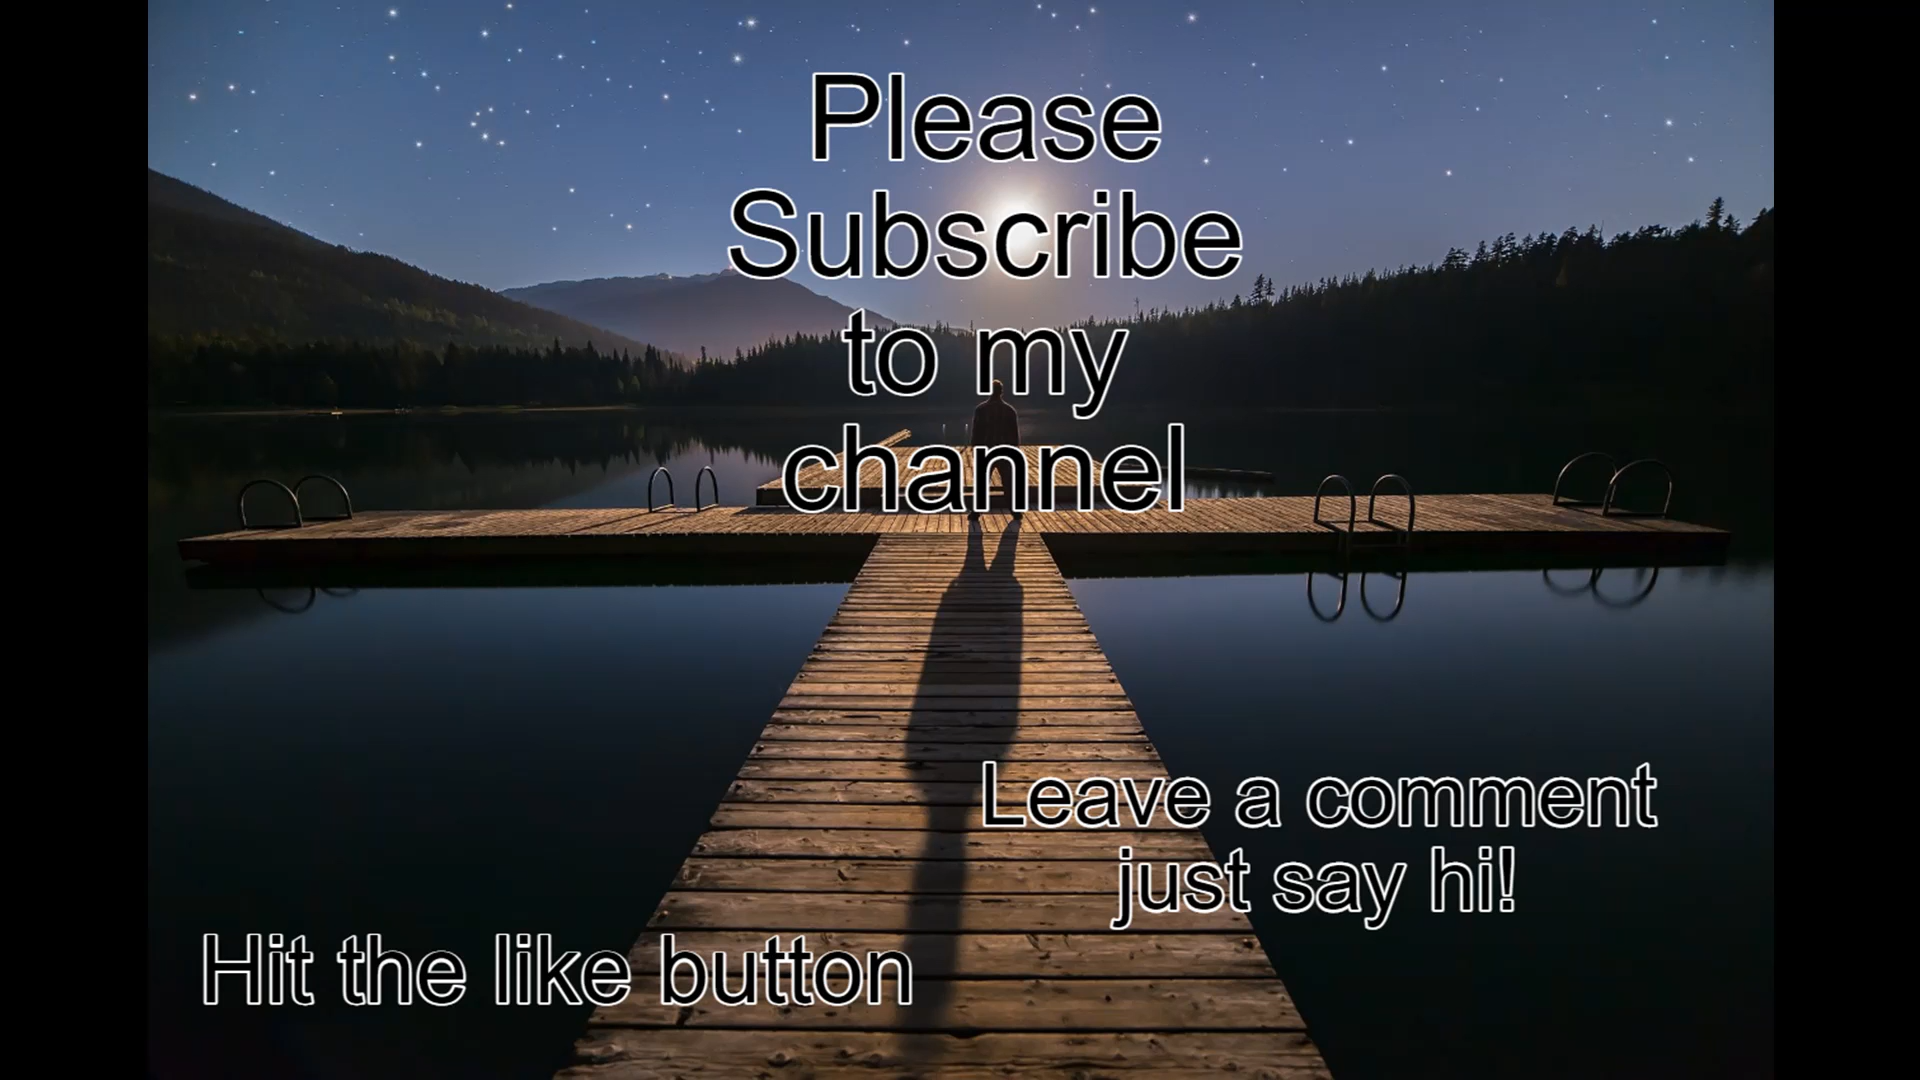 Please
Subscribe
to my
channel
Leave a comment
just say hi!
Hit the like button